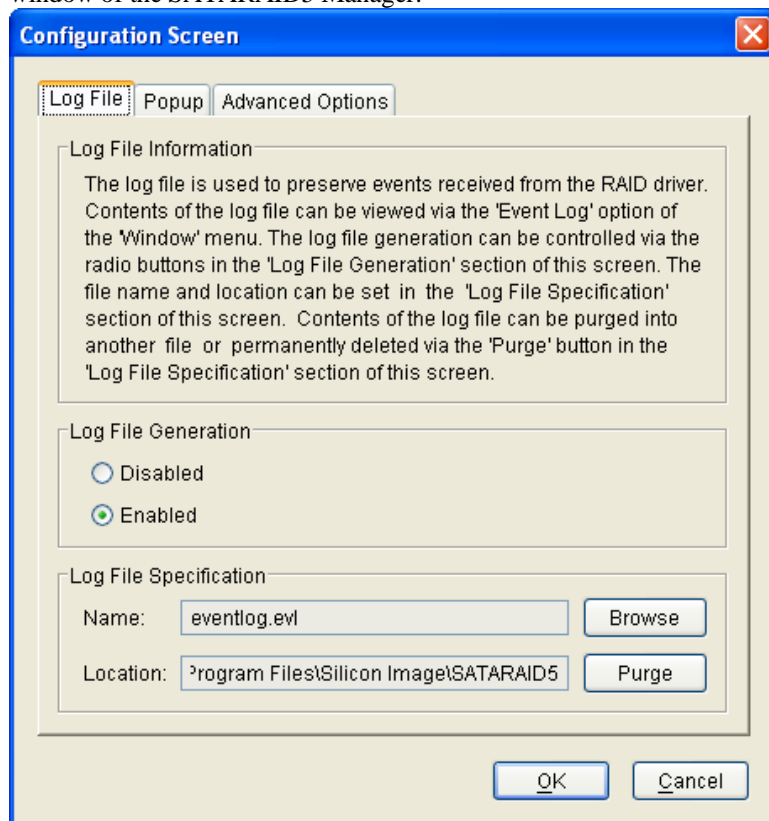 window of the SATARAID5 Manager.
Configuration Screen
Log File Popup Advanced Options
Log File Information
The log file is used to preserve events received from the RAID driver.
Contents of the log file can be viewed via the 'Event Log' option of
the 'Window' menu. The log file generation can be controlled via the
radio buttons in the 'Log File Generation' section of this screen. The
file name and location can be set in the 'Log File Specification'
section of this screen. Contents of the log file can be purged into
another file or permanently deleted via the 'Purge' button in the
'Log File Specification' section of this screen.
Log File Generation
Disabled
Enabled
Log File Specification
Name: eventlog.evl Browse
Location: Program Files\Silicon Image\SATARAID5 Purge
OK Cancel